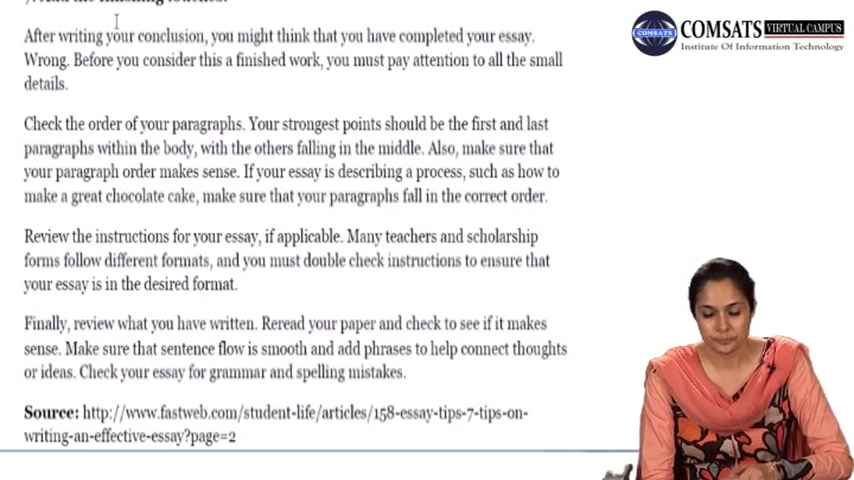 After writing your conclusion, you might think that you have completed your essay.
Wrong. Before you consider this a finished work, you must pay attention to all the small
details.
Check the order of your paragraphs. Your strongest points should be the first and last
paragraphs within the body, with the others falling in the middle. Also, make sure that
your paragraph order makes sense. If your essay is describing a process, such as how to
make a great chocolate cake, make sure that your paragraphs fall in the correct order.
Review the instructions for your essay, if applicable. Many teachers and scholarship
forms follow different formats, and you must double check instructions to ensure that
your essay is in the desired format.
Finally, review what you have written. Reread your paper and check to see if it makes
sense. Make sure that sentence flow is smooth and add phrases to help connect thoughts
or ideas. Check your essay for grammar and spelling mistakes.
Source: http://www.fastweb.com/student-life/articles/158-essay-tips-7-tips-on-
writing-an-effective-essay?page=2
COMSATS
COMSATS VIRTUAL CAMPUS
Institute Of Information Technology